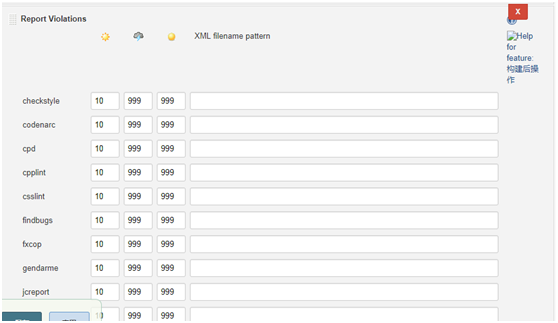 Report Violations
X
XML filename pattern
Help
for
feature:
构建后操
作
checkstyle 10 999 999
codenarc 10 999 999
cpd 10 999 999
cpplint 10 999 999
csslint 10 999 999
findbugs 10 999 999
fxcop 10 999 999
gendarme 10 999 999
jcreport 10 999 999
10 999 999